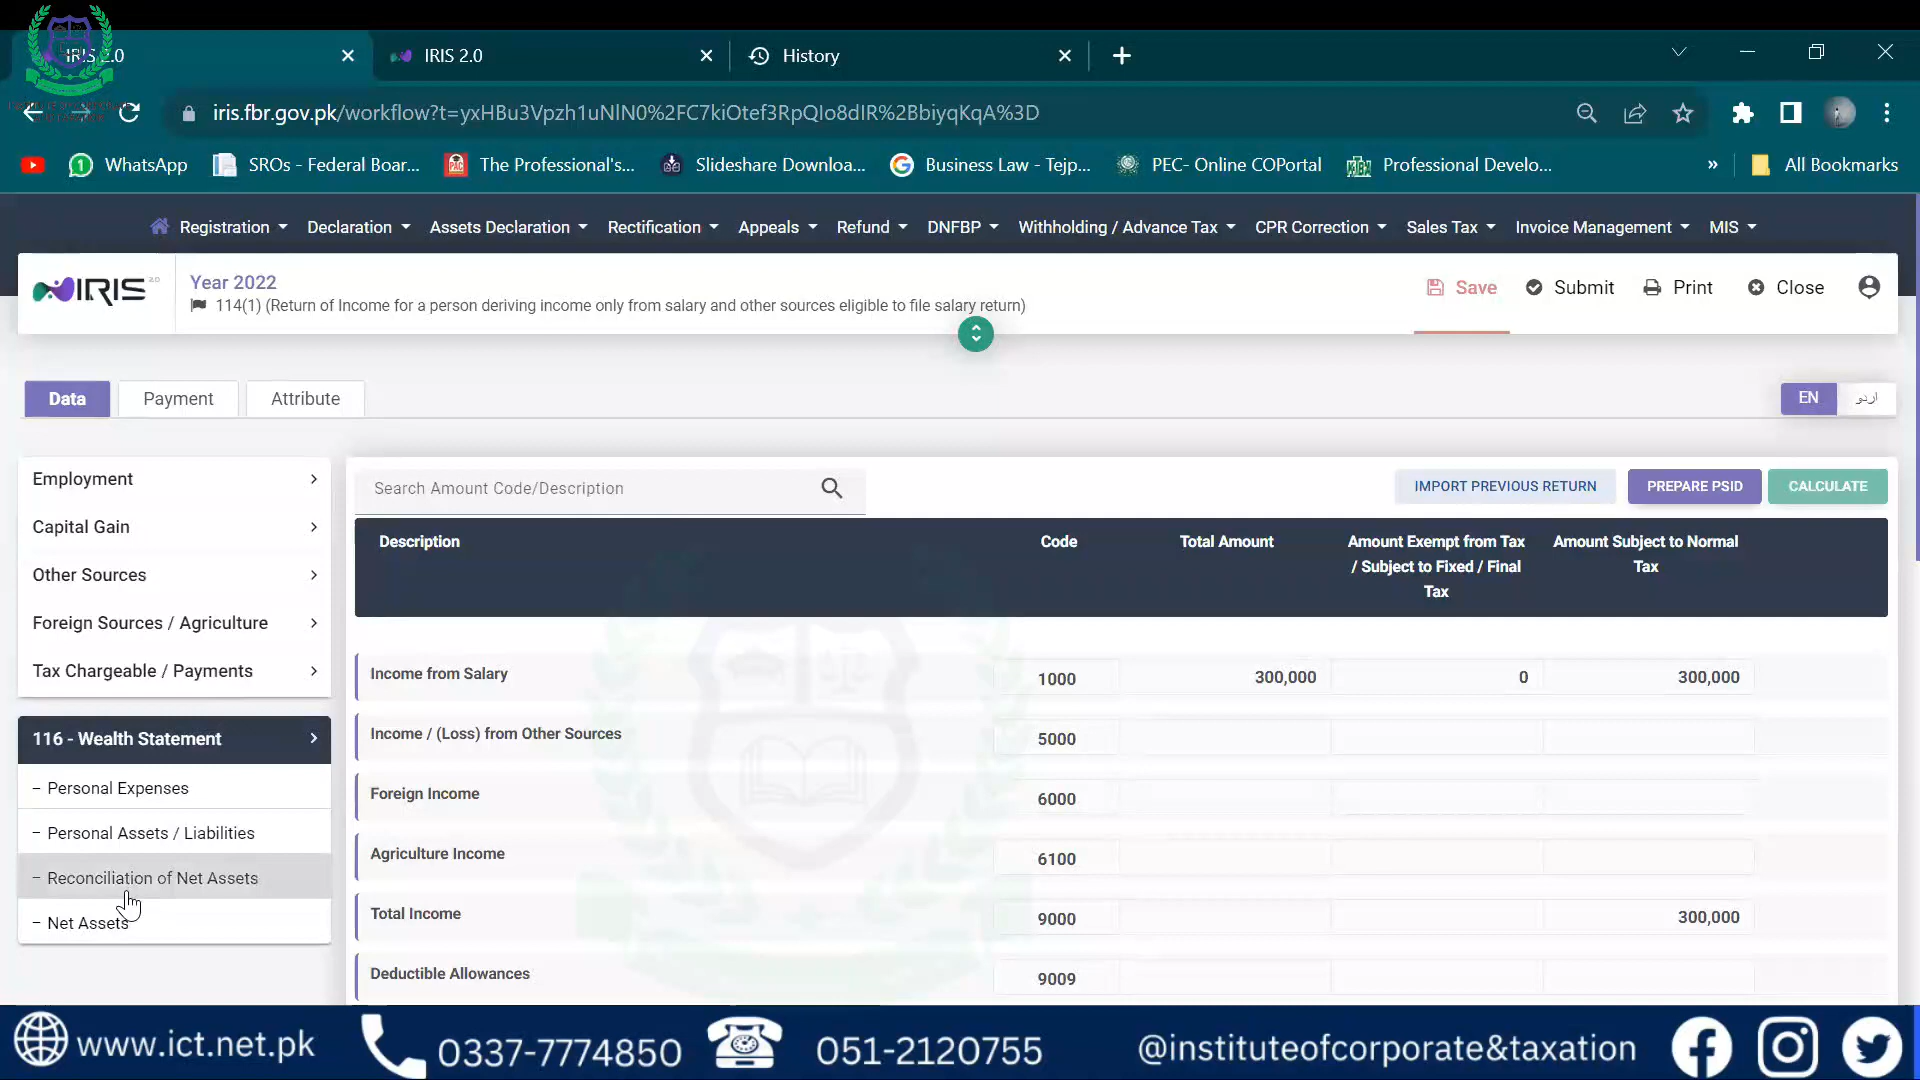 IRIS 2.0
IRIS 2.0
History
iris.fbr.gov.pk/workflow?t=yxHBu3Vpzh1uNlN0%2FC7kiOtef3RpQIo8dIR%2BbiyqKqA%3D
WhatsApp
SROs - Federal Boar...
The Professional's...
Slideshare Downloa...
Business Law - Tejp...
PEC- Online COPortal
Professional Develo...
»
All Bookmarks
Registration
Declaration
Assets Declaration
Rectification
Appeals
Refund
DNFBP
Withholding / Advance Tax
CPR Correction
Sales Tax
Invoice Management
MIS
IRIS 2.0
Year 2022
114(1) (Return of Income for a person deriving income only from salary and other sources eligible to file salary return)
Save
Submit
Print
Close
Data
Payment
Attribute
EN
اردو
Employment
Capital Gain
Other Sources
Foreign Sources / Agriculture
Tax Chargeable / Payments
116 - Wealth Statement
– Personal Expenses
– Personal Assets / Liabilities
– Reconciliation of Net Assets
– Net Assets
Search Amount Code/Description
IMPORT PREVIOUS RETURN
PREPARE PSID
CALCULATE
Description
Code
Total Amount
Amount Exempt from Tax
/ Subject to Fixed / Final
Tax
Amount Subject to Normal
Tax
Income from Salary 1000 300,000 0 300,000
Income / (Loss) from Other Sources 5000
Foreign Income 6000
Agriculture Income 6100
Total Income 9000 300,000
Deductible Allowances 9009
www.ict.net.pk
0337-7774850
051-2120755
@instituteofcorporate&taxation